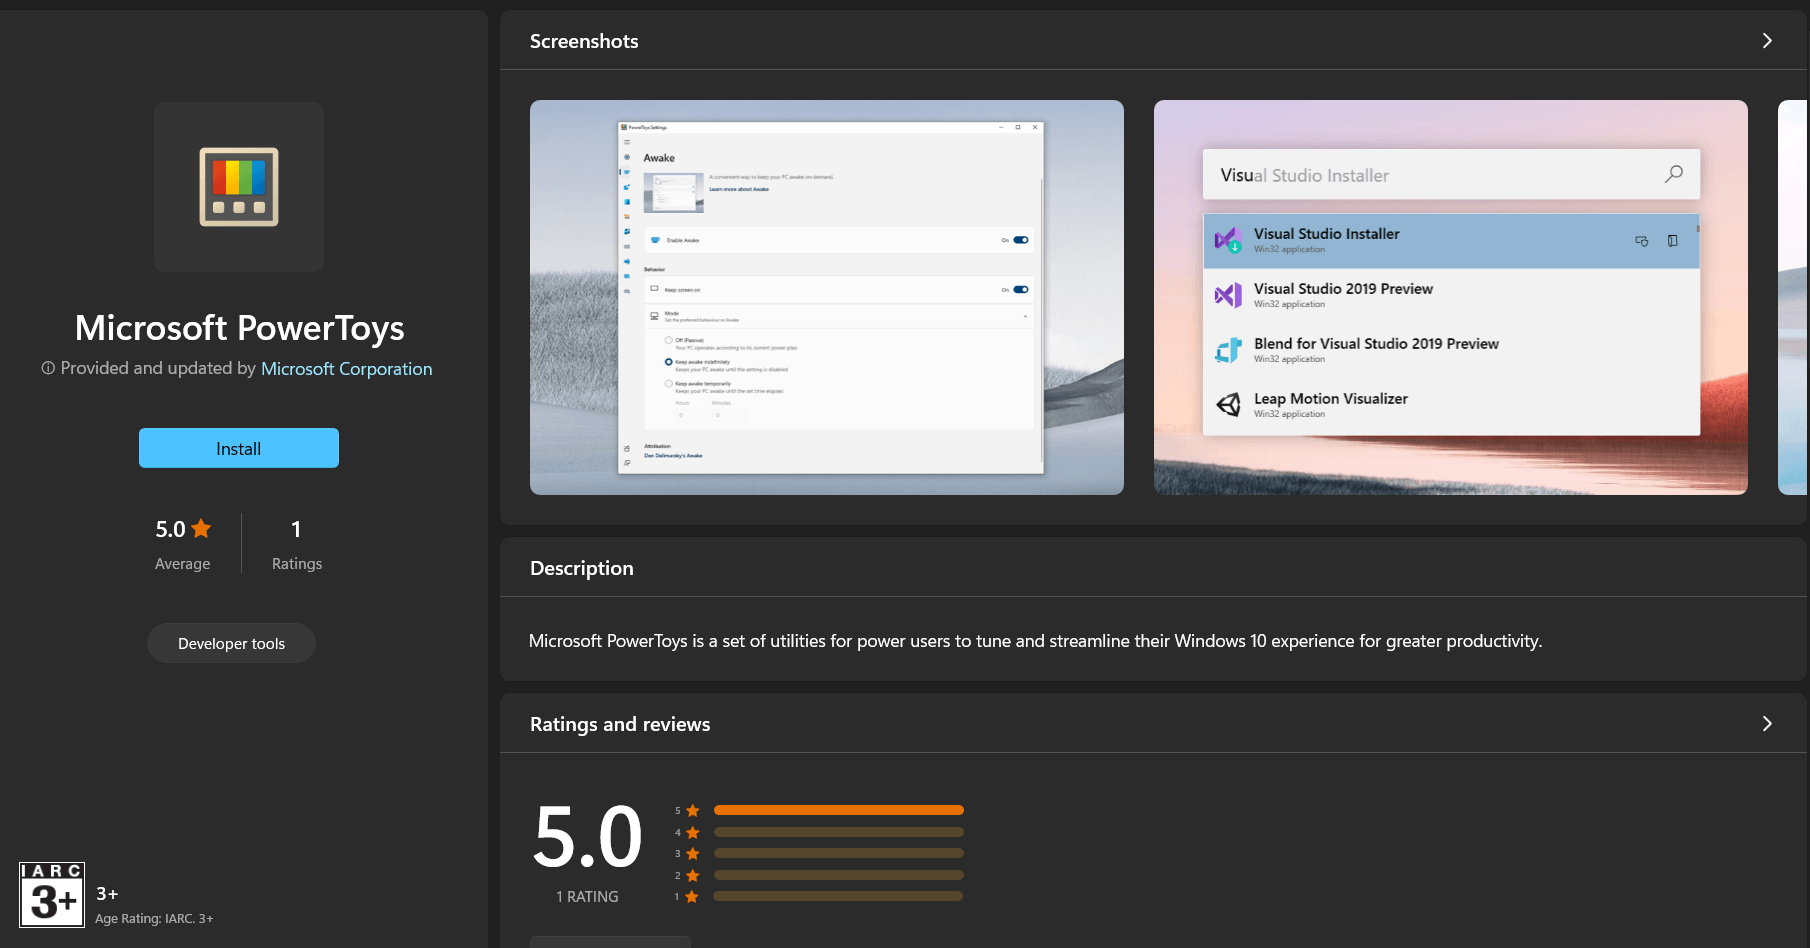 Microsoft PowerToys
Provided and updated by Microsoft Corporation
Install
5.0
Average
1
Ratings
Developer tools
IARC
3+
3+
Age Rating: IARC. 3+
Screenshots
PowerToys Settings
Awake
A convenient way to keep your PC awake on-demand.
Learn more about Awake
Enable Awake
On
Behavior
Keep screen on
On
Mode
Set the preferred behaviour or Awake
Off (Passive)
Your PC operates according to its current power plan
Keep awake indefinitely
Keeps your PC awake until the setting is disabled
Keep awake temporarily
Keeps your PC awake until the set time elapses
Hours Minutes
0 0
Attribution
Den Delimarsky's Awake
Visual Studio Installer
Visual Studio Installer
Win32 application
Visual Studio 2019 Preview
Win32 application
Blend for Visual Studio 2019 Preview
Win32 application
Leap Motion Visualizer
Win32 application
Description
Microsoft PowerToys is a set of utilities for power users to tune and streamline their Windows 10 experience for greater productivity.
Ratings and reviews
5.0
1 RATING
5
4
3
2
1